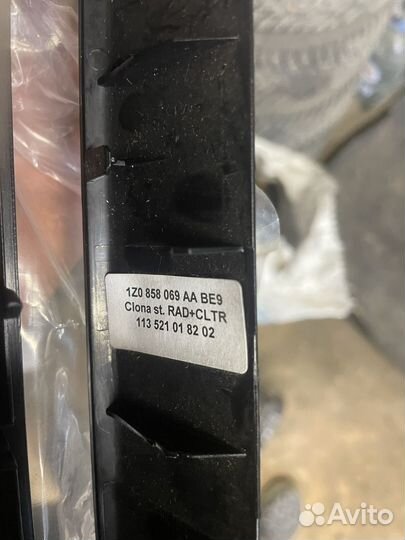 1Z0 858 069 AA BE9
Clona st. RAD+CLTR
113 521 01 82 02
Avito